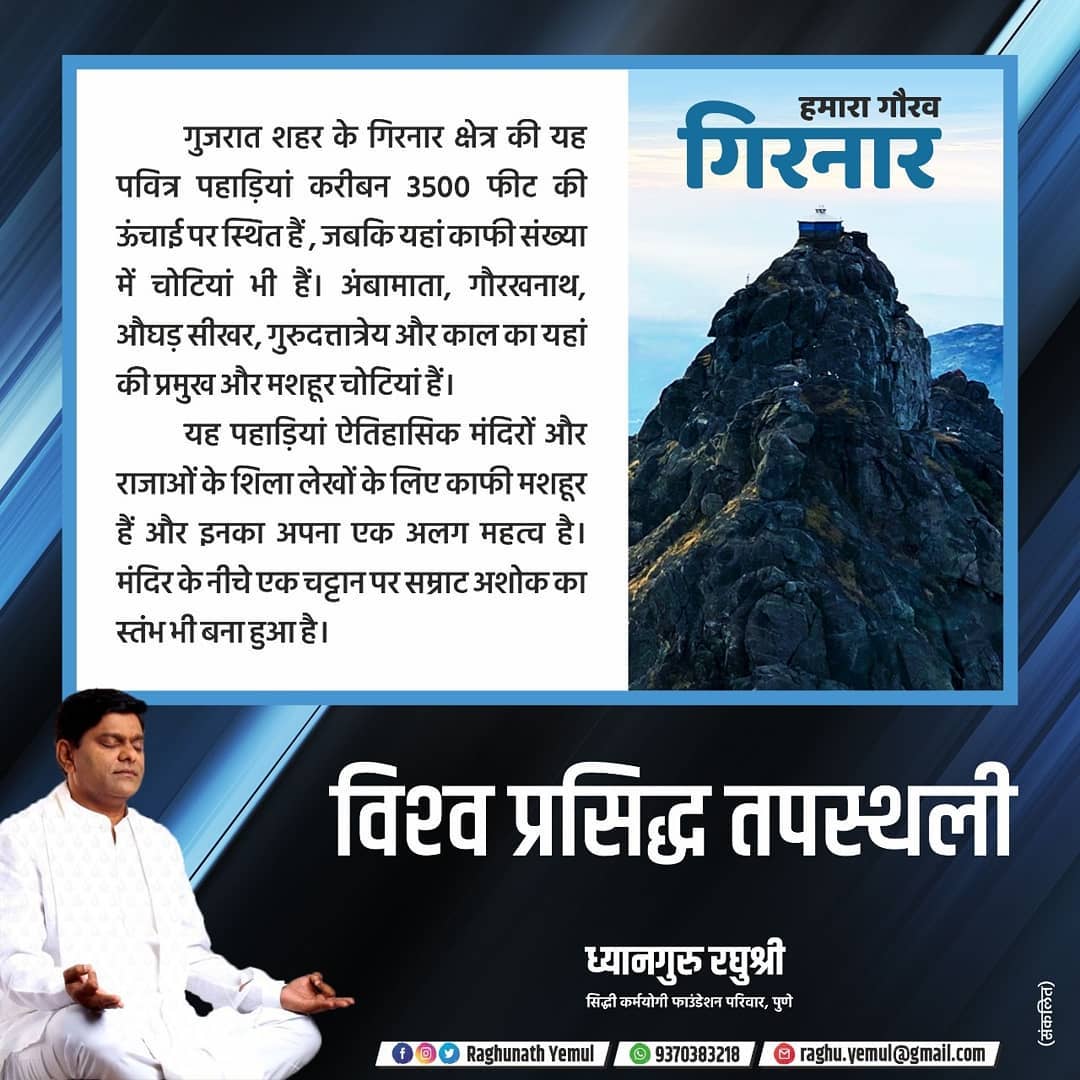 हमारा गौरव
गिरनार
गुजरात शहर के गिरनार क्षेत्र की यह
पवित्र पहाड़ियां करीबन 3500 फीट की
ऊंचाई पर स्थित हैं , जबकि यहां काफी संख्या
में चोटियां भी हैं। अंबामाता, गौरखनाथ,
औघड़ सीखर, गुरुदत्तात्रेय और काल का यहां
की प्रमुख और मशहूर चोटियां हैं।
यह पहाड़ियां ऐतिहासिक मंदिरों और
राजाओं के शिला लेखों के लिए काफी मशहूर
हैं और इनका अपना एक अलग महत्व है।
मंदिर के नीचे एक चट्टान पर सम्राट अशोक का
स्तंभ भी बना हुआ है।
विश्व प्रसिद्ध तपस्थली
ध्यानगुरु रघुश्री
सिद्धी कर्मयोगी फाउंडेशन परिवार, पुणे
(संकलित)
Raghunath Yemul
9370383218
raghu.yemul@gmail.com